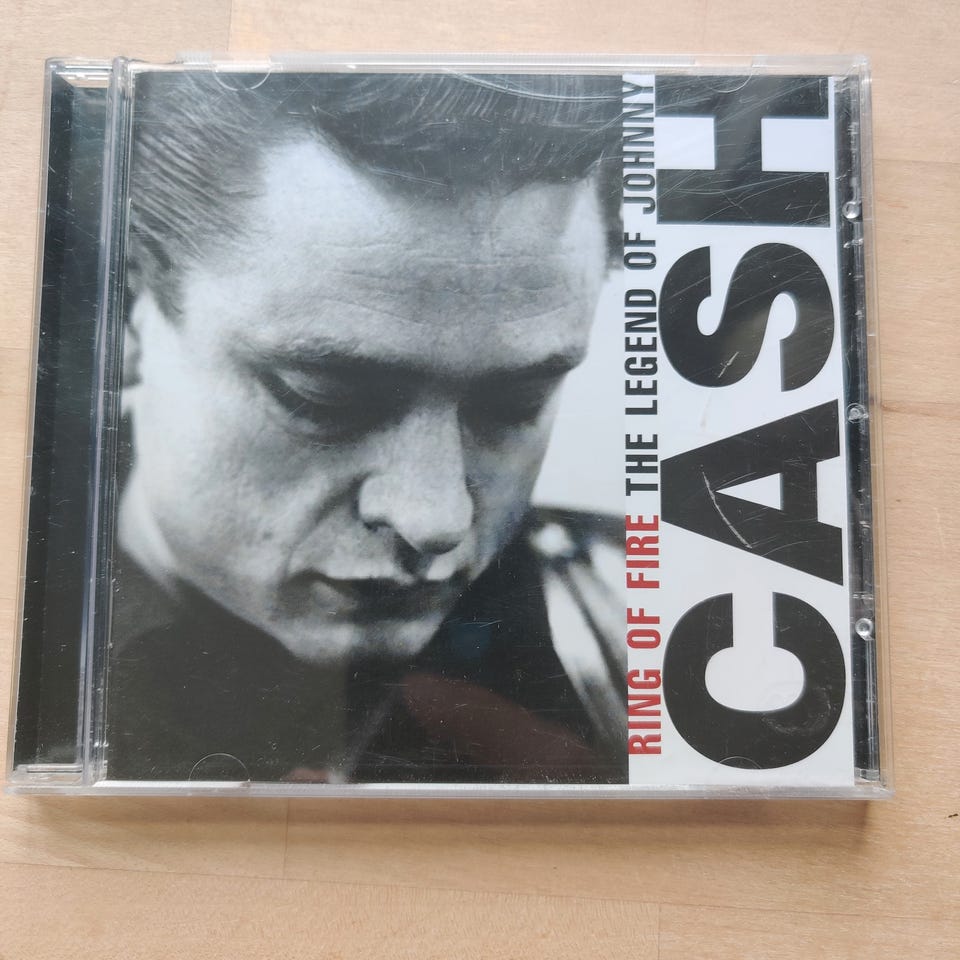 RING OF FIRE THE LEGEND OF JOHNNY
CASH